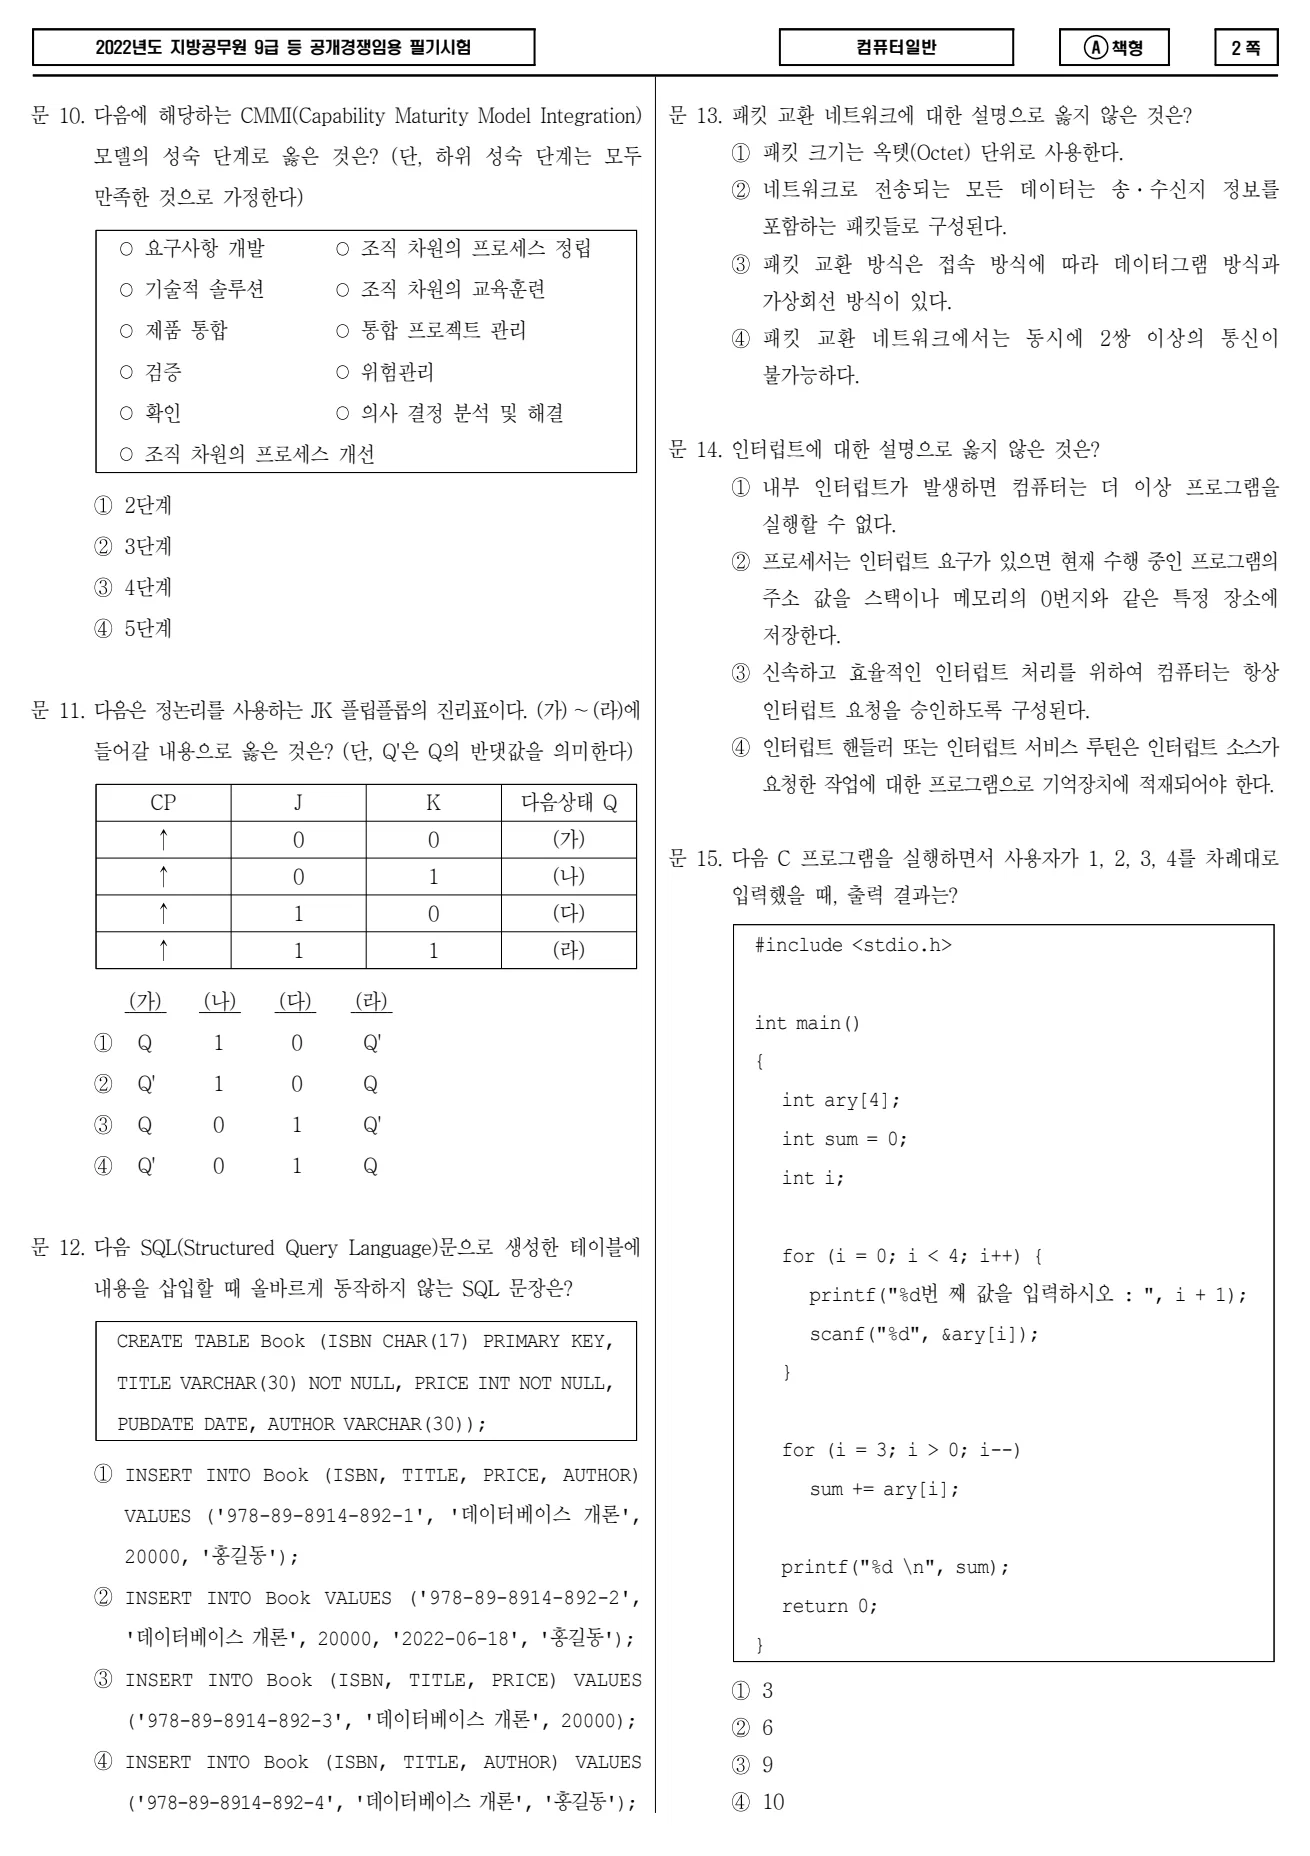 2022년도 지방공무원 9급 등 공개경쟁임용 필기시험
컴퓨터일반
Ⓐ책형
2쪽
문 10. 다음에 해당하는 CMMI(Capability Maturity Model Integration)
모델의 성숙 단계로 옳은 것은? (단, 하위 성숙 단계는 모두
만족한 것으로 가정한다)
○ 요구사항 개발 ○ 조직 차원의 프로세스 정립
○ 기술적 솔루션 ○ 조직 차원의 교육훈련
○ 제품 통합 ○ 통합 프로젝트 관리
○ 검증 ○ 위험관리
○ 확인 ○ 의사 결정 분석 및 해결
○ 조직 차원의 프로세스 개선
① 2단계
② 3단계
③ 4단계
④ 5단계
문 11. 다음은 정논리를 사용하는 JK 플립플롭의 진리표이다. (가) ~ (라)에
들어갈 내용으로 옳은 것은? (단, Q'은 Q의 반댓값을 의미한다)
CP J K 다음상태 Q
↑ 0 0 (가)
↑ 0 1 (나)
↑ 1 0 (다)
↑ 1 1 (라)
(가) (나) (다) (라)
① Q 1 0 Q'
② Q' 1 0 Q
③ Q 0 1 Q'
④ Q' 0 1 Q
문 12. 다음 SQL(Structured Query Language)문으로 생성한 테이블에
내용을 삽입할 때 올바르게 동작하지 않는 SQL 문장은?
CREATE TABLE Book (ISBN CHAR(17) PRIMARY KEY,
TITLE VARCHAR(30) NOT NULL, PRICE INT NOT NULL,
PUBDATE DATE, AUTHOR VARCHAR(30));
① INSERT INTO Book (ISBN, TITLE, PRICE, AUTHOR)
VALUES ('978-89-8914-892-1', '데이터베이스 개론',
20000, '홍길동');
② INSERT INTO Book VALUES ('978-89-8914-892-2',
'데이터베이스 개론', 20000, '2022-06-18', '홍길동');
③ INSERT INTO Book (ISBN, TITLE, PRICE) VALUES
('978-89-8914-892-3', '데이터베이스 개론', 20000);
④ INSERT INTO Book (ISBN, TITLE, AUTHOR) VALUES
('978-89-8914-892-4', '데이터베이스 개론', '홍길동');
문 13. 패킷 교환 네트워크에 대한 설명으로 옳지 않은 것은?
① 패킷 크기는 옥텟(Octet) 단위로 사용한다.
② 네트워크로 전송되는 모든 데이터는 송・수신지 정보를
포함하는 패킷들로 구성된다.
③ 패킷 교환 방식은 접속 방식에 따라 데이터그램 방식과
가상회선 방식이 있다.
④ 패킷 교환 네트워크에서는 동시에 2쌍 이상의 통신이
불가능하다.
문 14. 인터럽트에 대한 설명으로 옳지 않은 것은?
① 내부 인터럽트가 발생하면 컴퓨터는 더 이상 프로그램을
실행할 수 없다.
② 프로세서는 인터럽트 요구가 있으면 현재 수행 중인 프로그램의
주소 값을 스택이나 메모리의 0번지와 같은 특정 장소에
저장한다.
③ 신속하고 효율적인 인터럽트 처리를 위하여 컴퓨터는 항상
인터럽트 요청을 승인하도록 구성된다.
④ 인터럽트 핸들러 또는 인터럽트 서비스 루틴은 인터럽트 소스가
요청한 작업에 대한 프로그램으로 기억장치에 적재되어야 한다.
문 15. 다음 C 프로그램을 실행하면서 사용자가 1, 2, 3, 4를 차례대로
입력했을 때, 출력 결과는?
#include <stdio.h>
int main()
{
int ary[4];
int sum = 0;
int i;
for (i = 0; i < 4; i++) {
printf("%d번 째 값을 입력하시오 : ", i + 1);
scanf("%d", &ary[i]);
}
for (i = 3; i > 0; i--)
sum += ary[i];
printf("%d \n", sum);
return 0;
}
① 3
② 6
③ 9
④ 10